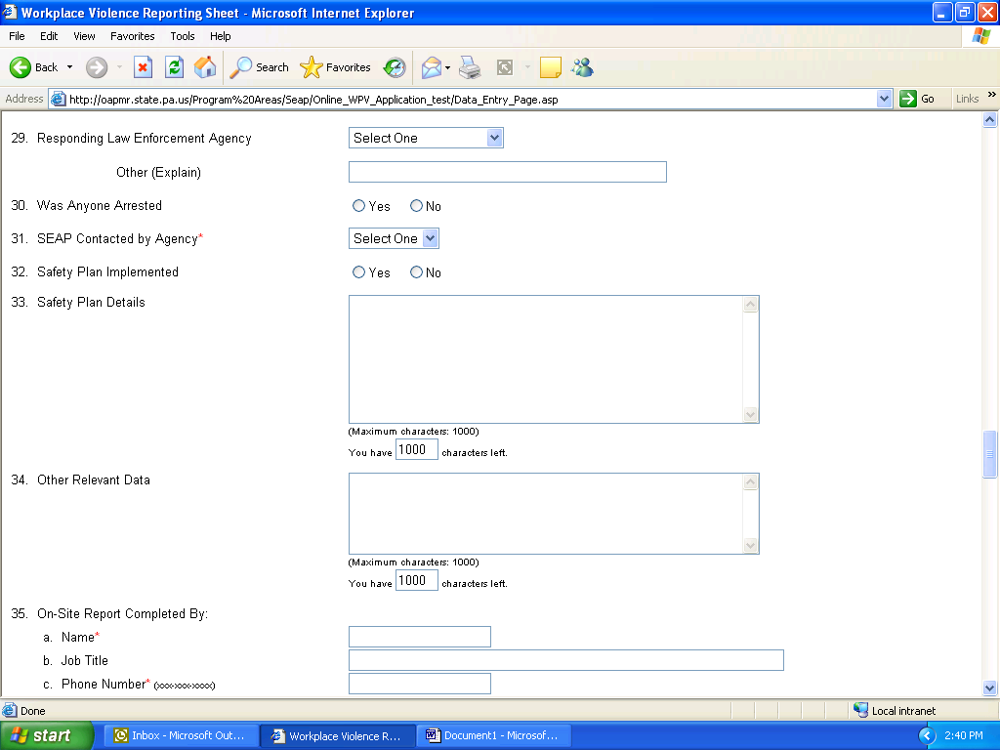 Workplace Violence Reporting Sheet - Microsoft Internet Explorer
File Edit View Favorites Tools Help
Back Search Favorites
Address http://oapmr.state.pa.us/Program%20Areas/Seap/Online_WPV_Application_test/Data_Entry_Page.asp Go Links »
29. Responding Law Enforcement Agency Select One
Other (Explain)
30. Was Anyone Arrested Yes No
31. SEAP Contacted by Agency* Select One
32. Safety Plan Implemented Yes No
33. Safety Plan Details
(Maximum characters: 1000)
You have 1000 characters left.
34. Other Relevant Data
(Maximum characters: 1000)
You have 1000 characters left.
35. On-Site Report Completed By:
a. Name*
b. Job Title
c. Phone Number* (xxx-xxx-xxxx)
Done Local intranet
start Inbox - Microsoft Out... Workplace Violence R... Document1 - Microsof... 2:40 PM